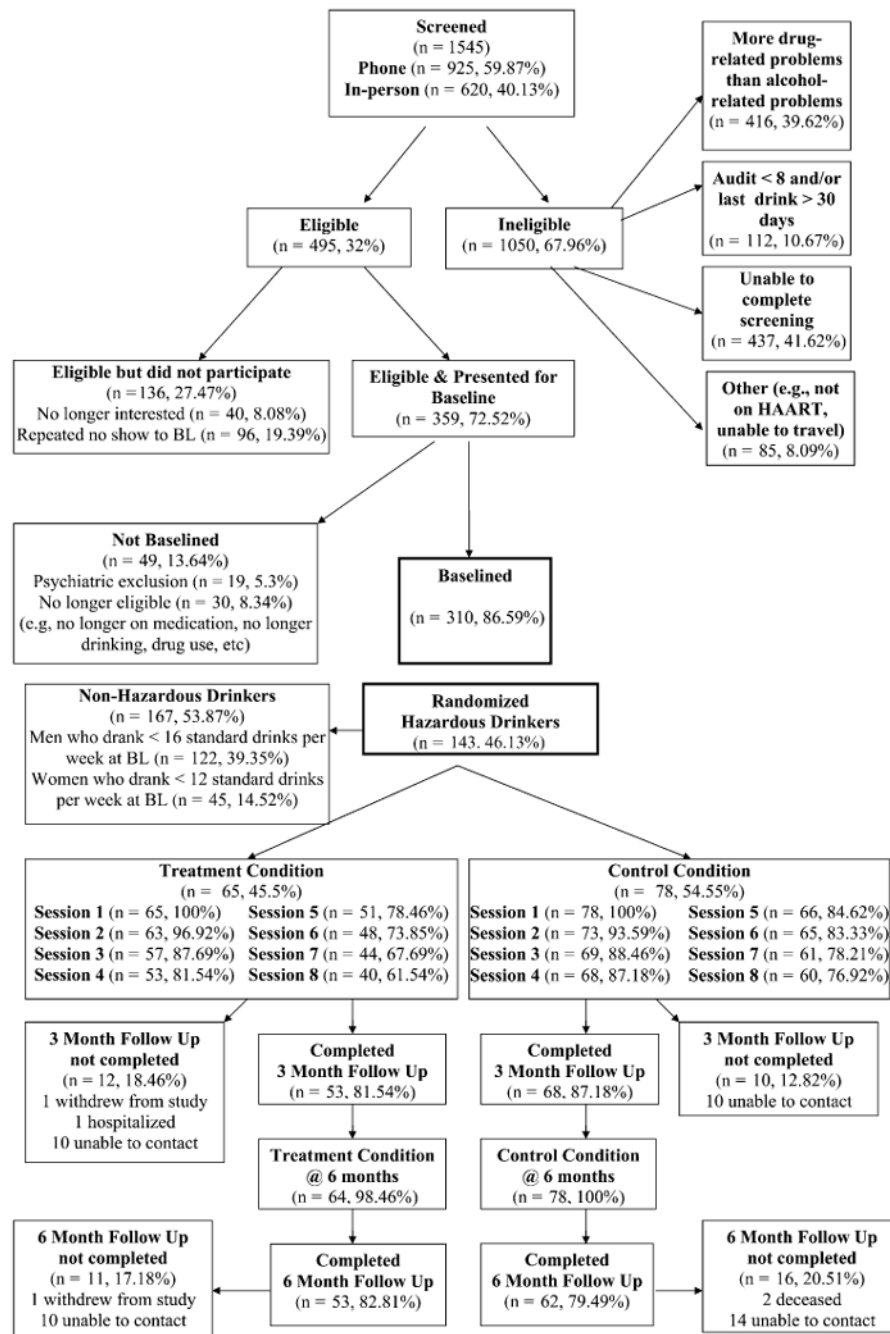 Screened
(n = 1545)
Phone (n = 925, 59.87%)
In-person (n = 620, 40.13%)
More drug-
related problems
than alcohol-
related problems
(n = 416, 39.62%)
Audit < 8 and/or
last drink > 30
days
(n = 112, 10.67%)
Eligible
(n = 495, 32%)
Ineligible
(n = 1050, 67.96%)
Unable to
complete
screening
(n = 437, 41.62%)
Other (e.g., not
on HAART,
unable to travel)
(n = 85, 8.09%)
Eligible but did not participate
(n =136, 27.47%)
No longer interested (n = 40, 8.08%)
Repeated no show to BL (n = 96, 19.39%)
Eligible & Presented for
Baseline
(n = 359, 72.52%)
Not Baselined
(n = 49, 13.64%)
Psychiatric exclusion (n = 19, 5.3%)
No longer eligible (n = 30, 8.34%)
(e.g, no longer on medication, no longer
drinking, drug use, etc)
Baselined
(n = 310, 86.59%)
Non-Hazardous Drinkers
(n = 167, 53.87%)
Men who drank < 16 standard drinks per
week at BL (n = 122, 39.35%)
Women who drank < 12 standard drinks
per week at BL (n = 45, 14.52%)
Randomized
Hazardous Drinkers
(n = 143. 46.13%)
Treatment Condition
(n = 65, 45.5%)
Session 1 (n = 65, 100%) Session 5 (n = 51, 78.46%)
Session 2 (n = 63, 96.92%) Session 6 (n = 48, 73.85%)
Session 3 (n = 57, 87.69%) Session 7 (n = 44, 67.69%)
Session 4 (n = 53, 81.54%) Session 8 (n = 40, 61.54%)
Control Condition
(n = 78, 54.55%)
Session 1 (n = 78, 100%) Session 5 (n = 66, 84.62%)
Session 2 (n = 73, 93.59%) Session 6 (n = 65, 83.33%)
Session 3 (n = 69, 88.46%) Session 7 (n = 61, 78.21%)
Session 4 (n = 68, 87.18%) Session 8 (n = 60, 76.92%)
3 Month Follow Up
not completed
(n = 12, 18.46%)
1 withdrew from study
1 hospitalized
10 unable to contact
Completed
3 Month Follow Up
(n = 53, 81.54%)
Completed
3 Month Follow Up
(n = 68, 87.18%)
3 Month Follow Up
not completed
(n = 10, 12.82%)
10 unable to contact
Treatment Condition
@ 6 months
(n = 64, 98.46%)
Control Condition
@ 6 months
(n = 78, 100%)
6 Month Follow Up
not completed
(n = 11, 17.18%)
1 withdrew from study
10 unable to contact
Completed
6 Month Follow Up
(n = 53, 82.81%)
Completed
6 Month Follow Up
(n = 62, 79.49%)
6 Month Follow Up
not completed
(n = 16, 20.51%)
2 deceased
14 unable to contact